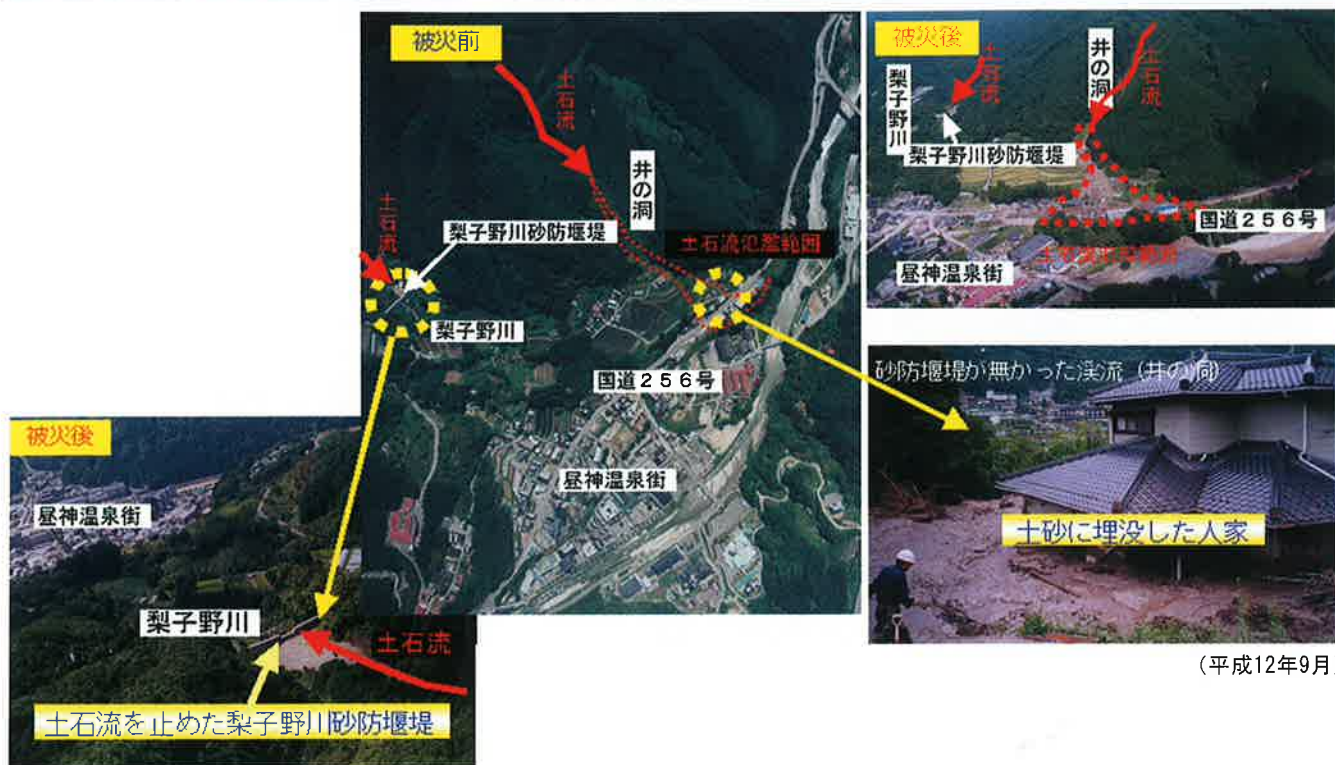 被災前
土石流
井の洞
土石流
梨子野川砂防堰堤
土石流氾濫範囲
梨子野川
国道256号
昼神温泉街
被災後
土石流
井の洞
土石流
梨子野川
梨子野川砂防堰堤
国道256号
昼神温泉街
砂防堰堤が無かった渓流（井の洞）
土砂に埋没した人家
(平成12年9月
被災後
昼神温泉街
梨子野川
土石流
土石流を止めた梨子野川砂防堰堤